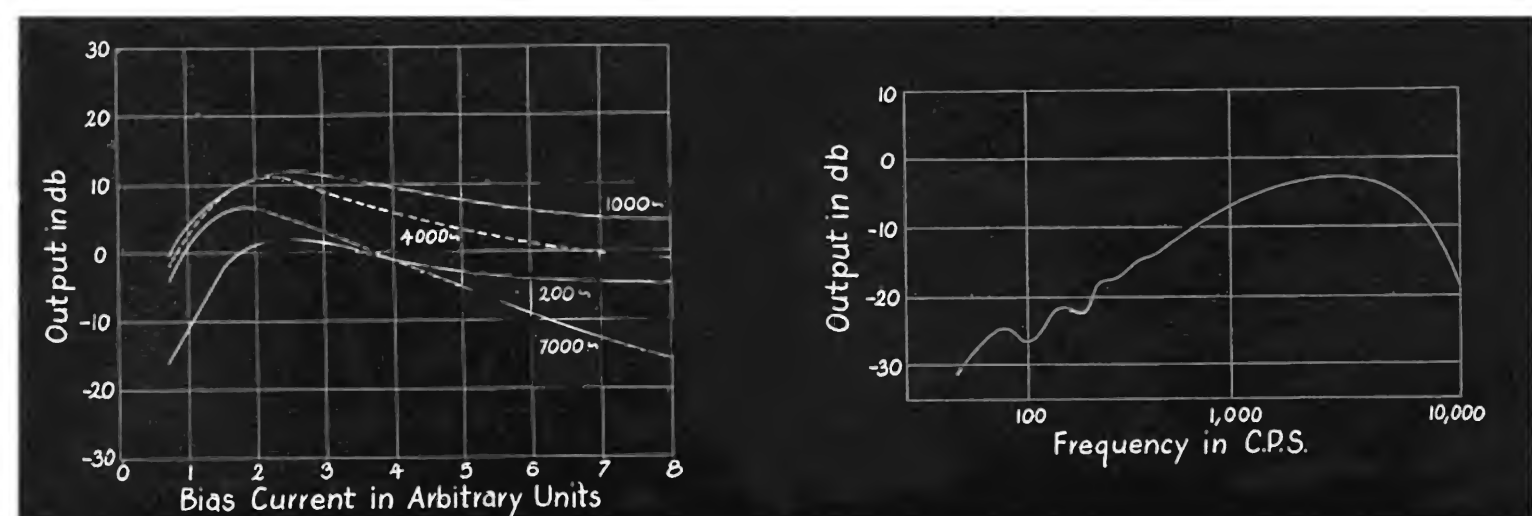 30
20
10
0
-10
-20
-30
Output in db
0 1 2 3 4 5 6 7 8
Bias Current in Arbitrary Units
1000~
4000~
200~
7000~
10
0
-10
-20
-30
Output in db
100 1,000 10,000
Frequency in C.P.S.